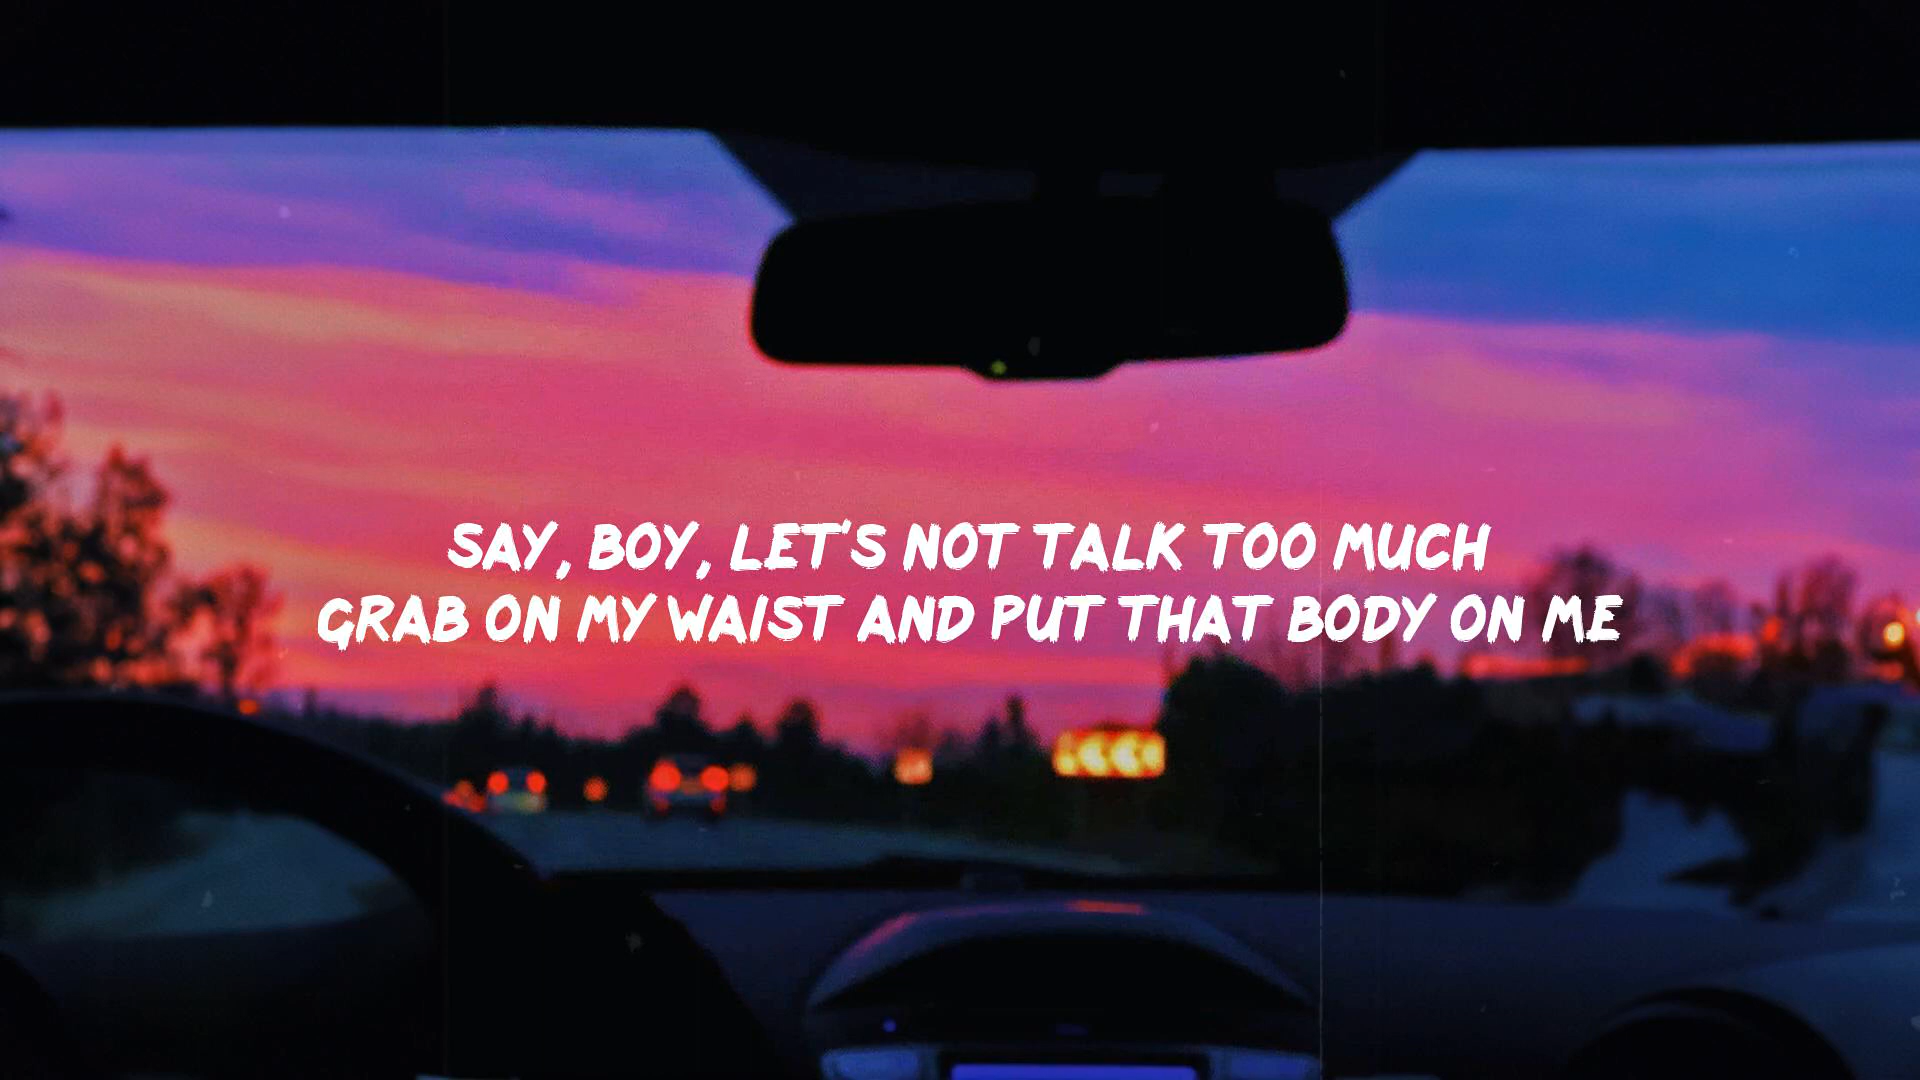 SAY, BOY, LET'S NOT TALK TOO MUCH
GRAB ON MY WAIST AND PUT THAT BODY ON ME